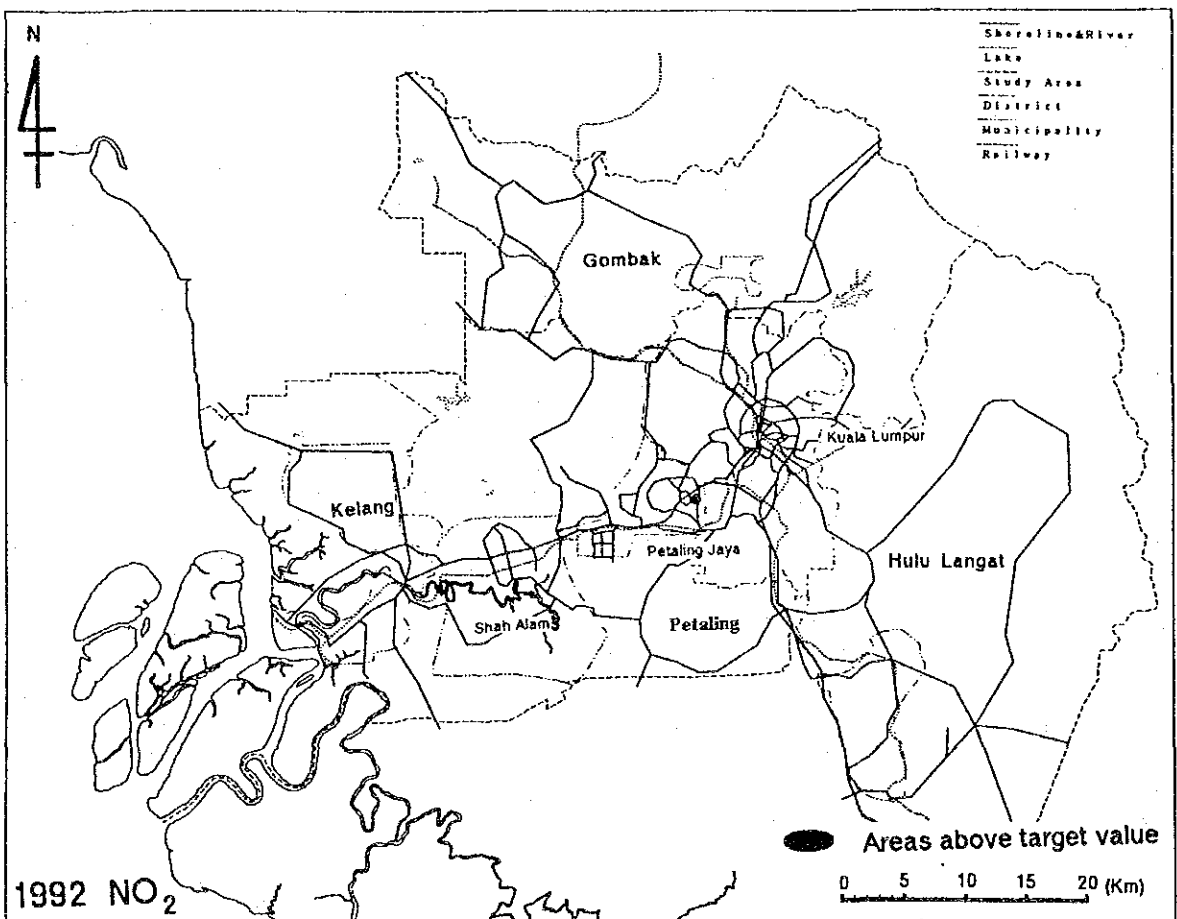 N
Shoreline&River
Lake
Study Area
District
Municipality
Railway
Gombak
Kuala Lumpur
Kelang
Petaling Jaya
Hulu Langat
Shah Alam
Petaling
Areas above target value
1992 NO₂
0 5 10 15 20 (Km)